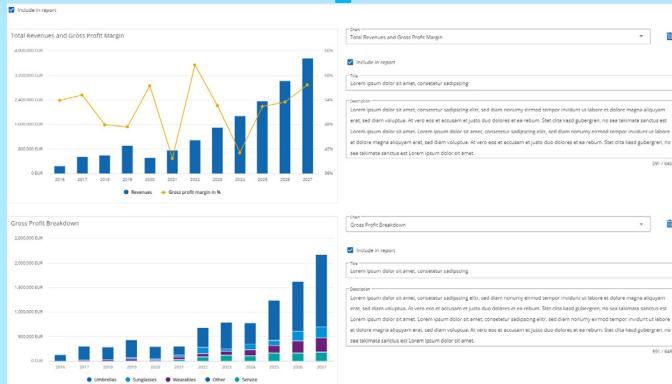 Include in report
Total Revenues and Gross Profit Margin
4,000,000 EUR
3,200,000 EUR
2,400,000 EUR
1,600,000 EUR
800,000 EUR
0 EUR
66%
60%
54%
48%
42%
36%
2016 2017 2018 2019 2020 2021 2022 2023 2024 2025 2026 2027
Revenues Gross profit margin in %
Chart
Total Revenues and Gross Profit Margin
Include in report
Title
Lorem ipsum dolor sit amet, consetetur sadipscing
Description
Lorem ipsum dolor sit amet, consetetur sadipscing elitr, sed diam nonumy eirmod tempor invidunt ut labore et dolore magna aliquyam
erat, sed diam voluptua. At vero eos et accusam et justo duo dolores et ea rebum. Stet clita kasd gubergren, no sea takimata sanctus est
Lorem ipsum dolor sit amet. Lorem ipsum dolor sit amet, consetetur sadipscing elitr, sed diam nonumy eirmod tempor invidunt ut labore
et dolore magna aliquyam erat, sed diam voluptua. At vero eos et accusam et justo duo dolores et ea rebum. Stet clita kasd gubergren, no
sea takimata sanctus est Lorem ipsum dolor sit amet.
Gross Profit Breakdown
2,000,000 EUR
1,500,000 EUR
1,000,000 EUR
500,000 EUR
0 EUR
2016 2017 2018 2019 2020 2021 2022 2023 2024 2025 2026 2027
Umbrellas Sunglasses Wearables Other Service
Chart
Gross Profit Breakdown
Include in report
Title
Lorem ipsum dolor sit amet, consetetur sadipscing
Description
Lorem ipsum dolor sit amet, consetetur sadipscing elitr, sed diam nonumy eirmod tempor invidunt ut labore et dolore magna aliquyam
erat, sed diam voluptua. At vero eos et accusam et justo duo dolores et ea rebum. Stet clita kasd gubergren, no sea takimata sanctus est
Lorem ipsum dolor sit amet. Lorem ipsum dolor sit amet, consetetur sadipscing elitr, sed diam nonumy eirmod tempor invidunt ut labore
et dolore magna aliquyam erat, sed diam voluptua. At vero eos et accusam et justo duo dolores et ea rebum. Stet clita kasd gubergren, no
sea takimata sanctus est Lorem ipsum dolor sit amet.